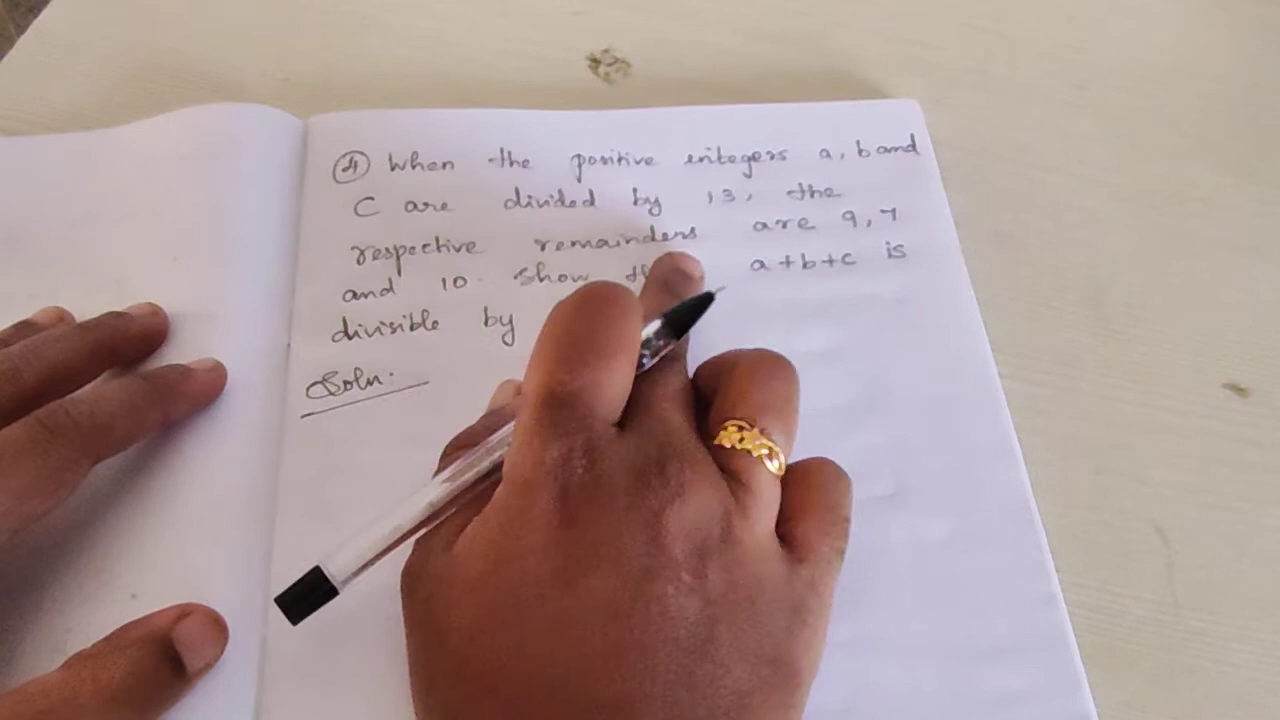 ④ When the positive integers a, b and
C are divided by 13, the
respective remainders are 9, 7
and 10. Show a+b+c is
divisible by
Soln.